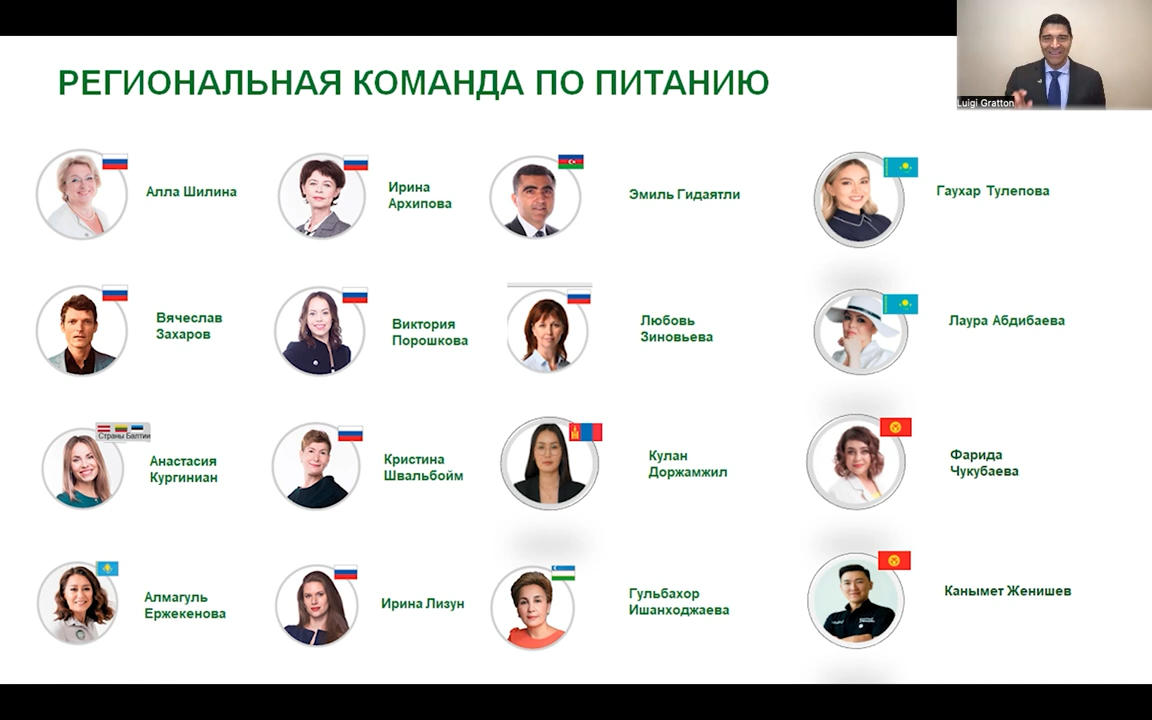 РЕГИОНАЛЬНАЯ КОМАНДА ПО ПИТАНИЮ
Luigi Gratton
Алла Шилина
Ирина
Архипова
Эмиль Гидаятли
Гаухар Тулепова
Вячеслав
Захаров
Виктория
Порошкова
Любовь
Зиновьева
Лаура Абдибаева
Страны Балтии
Анастасия
Кургиниан
Кристина
Швальбойм
Кулан
Доржамжил
Фарида
Чукубаева
Алмагуль
Ержекенова
Ирина Лизун
Гульбахор
Ишанходжаева
Канымет Женишев